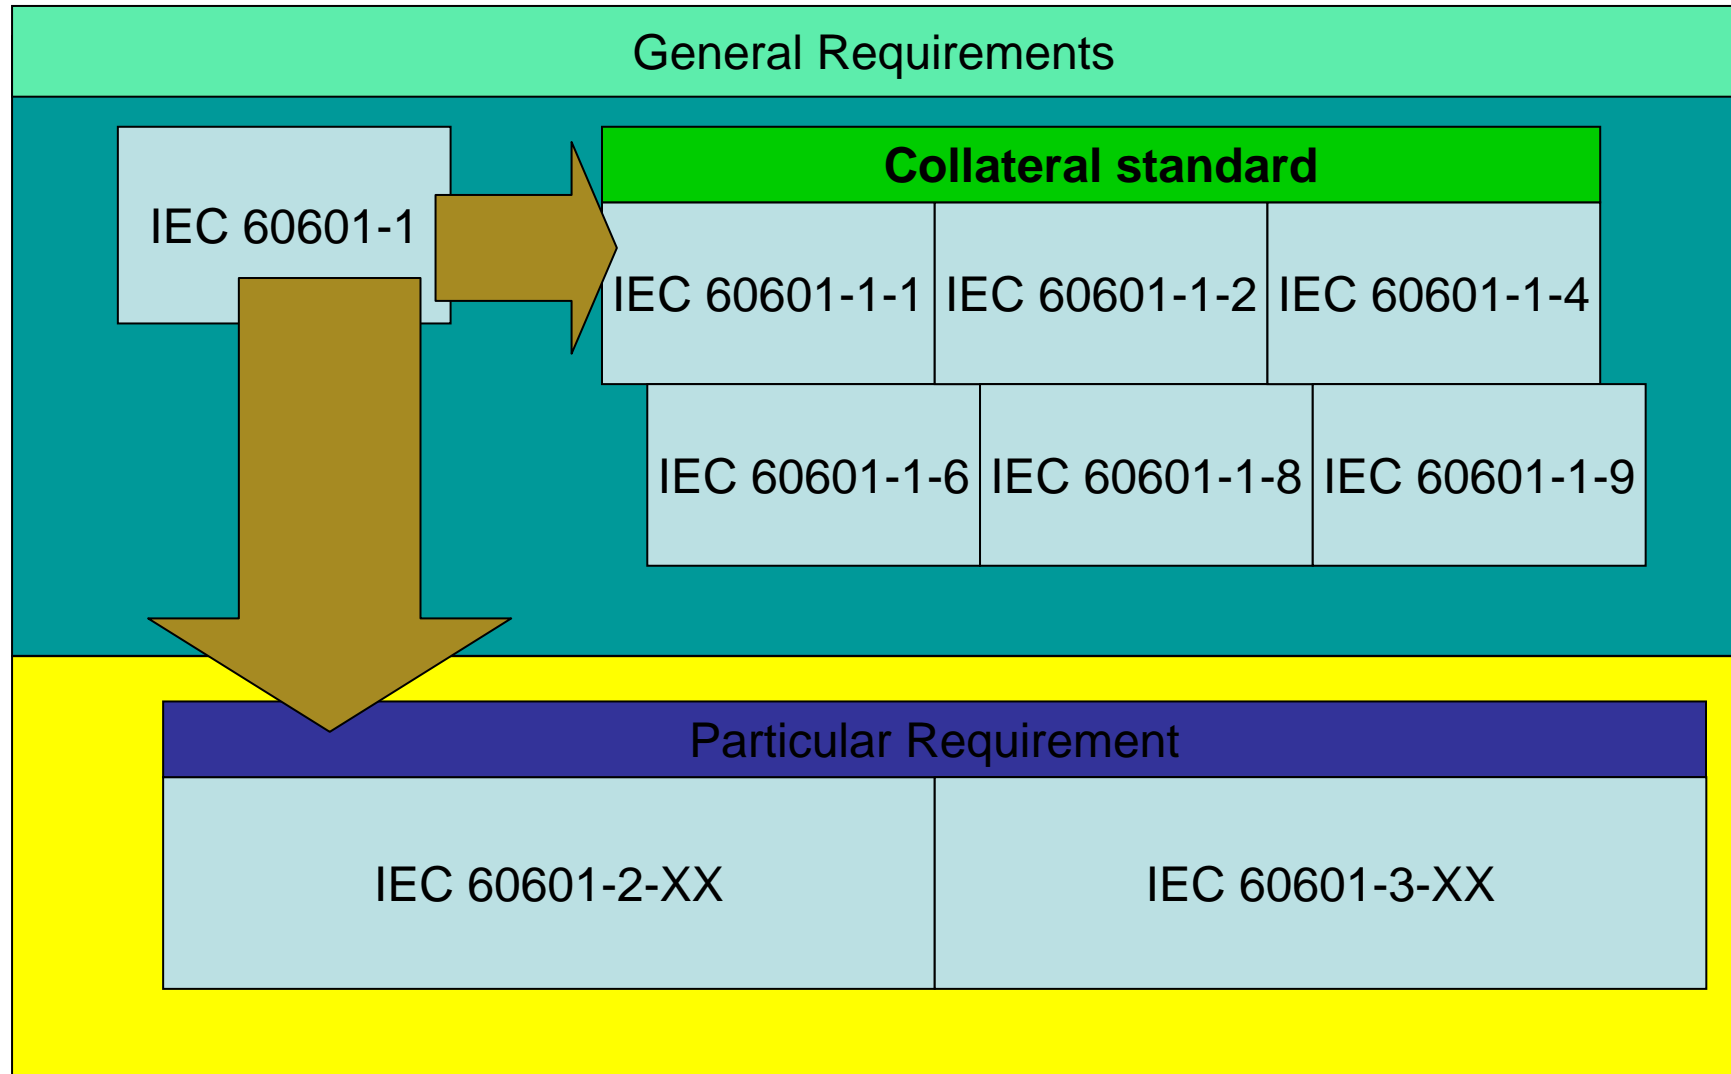 General Requirements
IEC 60601-1
Collateral standard
IEC 60601-1-1
IEC 60601-1-2
IEC 60601-1-4
IEC 60601-1-6
IEC 60601-1-8
IEC 60601-1-9
Particular Requirement
IEC 60601-2-XX
IEC 60601-3-XX